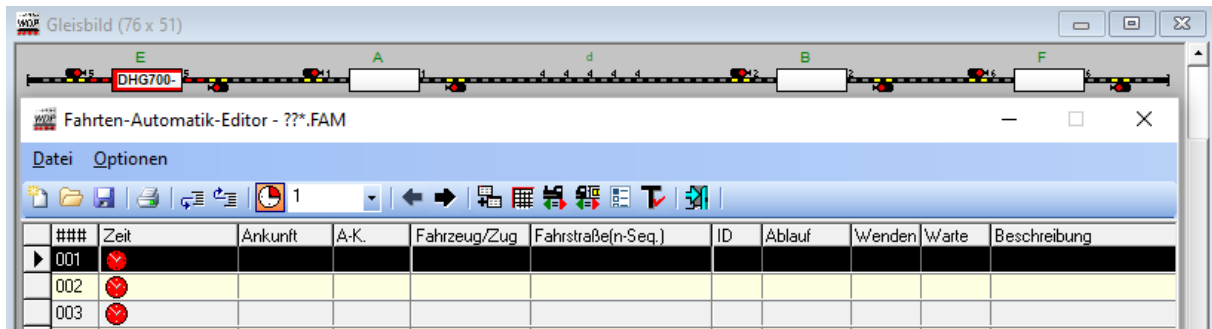 WDP Gleisbild (76 x 51)
E A d B F
5 DHG700- 5 1 1 4 4 4 4 4 2 2 6 6
WDP Fahrten-Automatik-Editor - ??*.FAM
Datei Optionen
1
### Zeit Ankunft A-K. Fahrzeug/Zug Fahrstraße(n-Seq.) ID Ablauf Wenden Warte Beschreibung
001
002
003